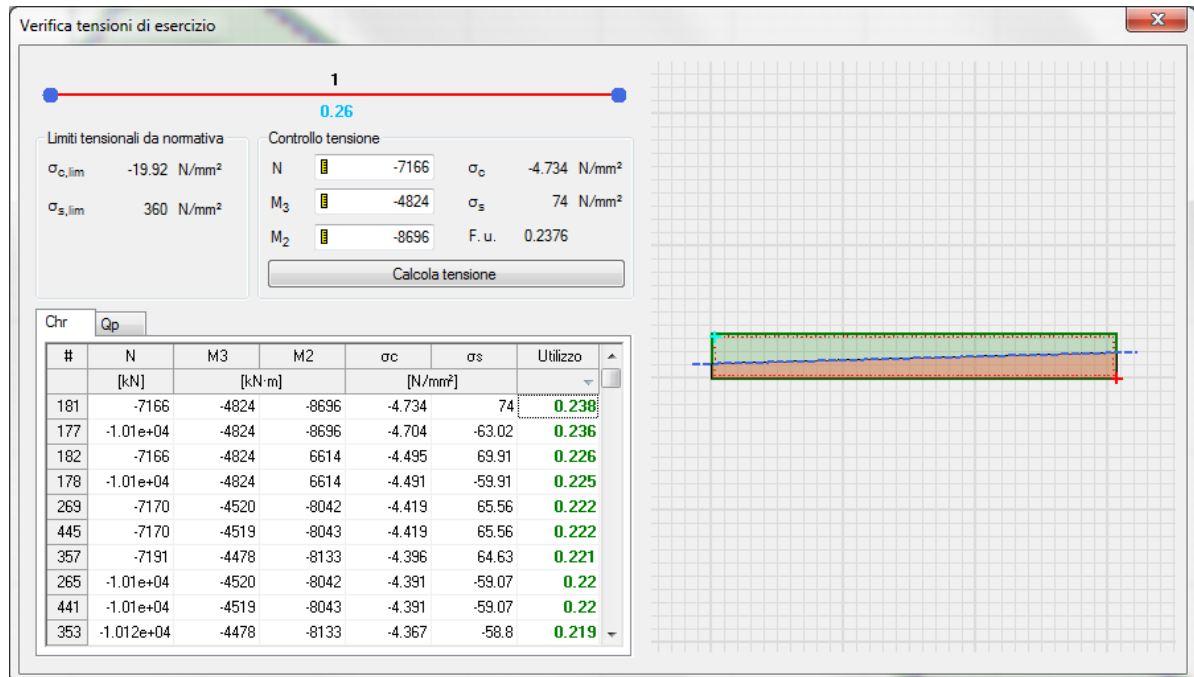 Verifica tensioni di esercizio
1
0.26
Limiti tensionali da normativa
σc,lim -19.92 N/mm²
σs,lim 360 N/mm²
Controllo tensione
N -7166 σc -4.734 N/mm²
M3 -4824 σs 74 N/mm²
M2 -8696 F. u. 0.2376
Calcola tensione
Chr Qp
# N M3 M2 σc σs Utilizzo
[kN] [kN·m] [N/mm²]
181 -7166 -4824 -8696 -4.734 74 0.238
177 -1.01e+04 -4824 -8696 -4.704 -63.02 0.236
182 -7166 -4824 6614 -4.495 69.91 0.226
178 -1.01e+04 -4824 6614 -4.491 -59.91 0.225
269 -7170 -4520 -8042 -4.419 65.56 0.222
445 -7170 -4519 -8043 -4.419 65.56 0.222
357 -7191 -4478 -8133 -4.396 64.63 0.221
265 -1.01e+04 -4520 -8042 -4.391 -59.07 0.22
441 -1.01e+04 -4519 -8043 -4.391 -59.07 0.22
353 -1.012e+04 -4478 -8133 -4.367 -58.8 0.219